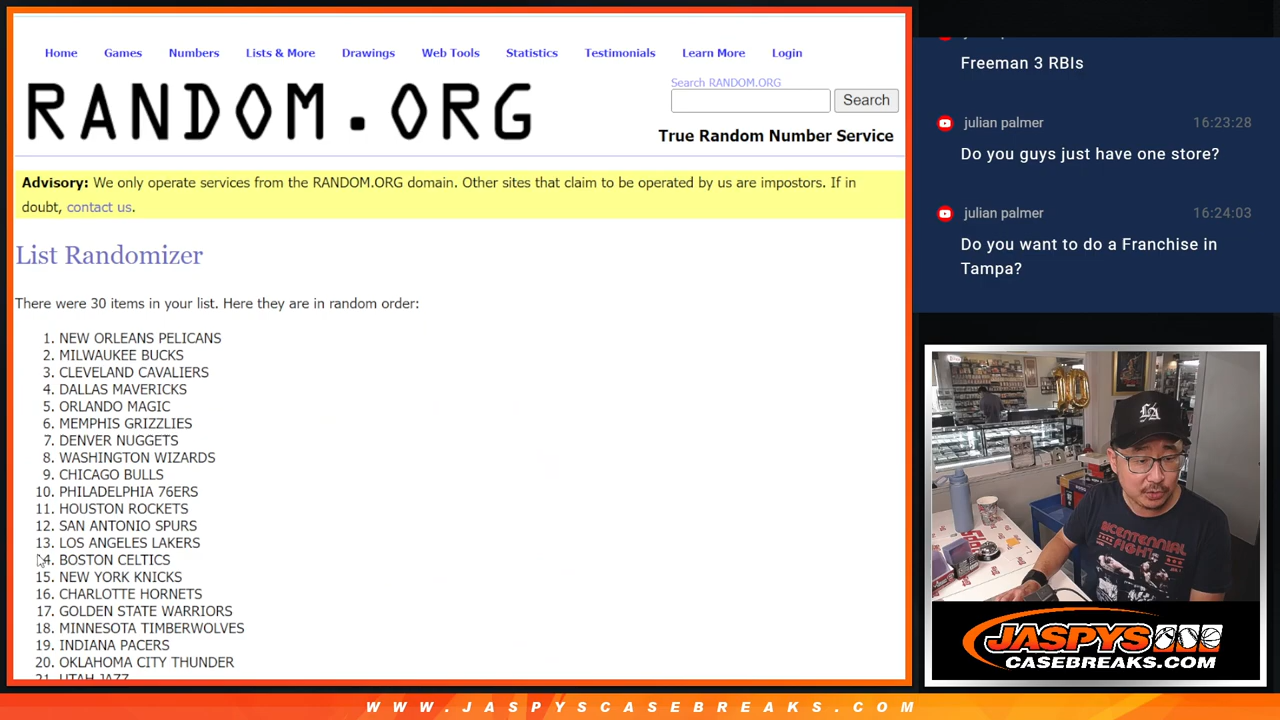 Home Games Numbers Lists & More Drawings Web Tools Statistics Testimonials Learn More Login
RANDOM.ORG
Search RANDOM.ORG
Search
True Random Number Service
Advisory: We only operate services from the RANDOM.ORG domain. Other sites that claim to be operated by us are impostors. If in
doubt, contact us.
List Randomizer
There were 30 items in your list. Here they are in random order:
1. NEW ORLEANS PELICANS
2. MILWAUKEE BUCKS
3. CLEVELAND CAVALIERS
4. DALLAS MAVERICKS
5. ORLANDO MAGIC
6. MEMPHIS GRIZZLIES
7. DENVER NUGGETS
8. WASHINGTON WIZARDS
9. CHICAGO BULLS
10. PHILADELPHIA 76ERS
11. HOUSTON ROCKETS
12. SAN ANTONIO SPURS
13. LOS ANGELES LAKERS
14. BOSTON CELTICS
15. NEW YORK KNICKS
16. CHARLOTTE HORNETS
17. GOLDEN STATE WARRIORS
18. MINNESOTA TIMBERWOLVES
19. INDIANA PACERS
20. OKLAHOMA CITY THUNDER
21. UTAH JAZZ
Freeman 3 RBIs
julian palmer 16:23:28
Do you guys just have one store?
julian palmer 16:24:03
Do you want to do a Franchise in
Tampa?
10
LA
BICENTENNIAL
FIGHT
JASPYS
CASEBREAKS.COM
WWW.JASPYSCASEBREAKS.COM